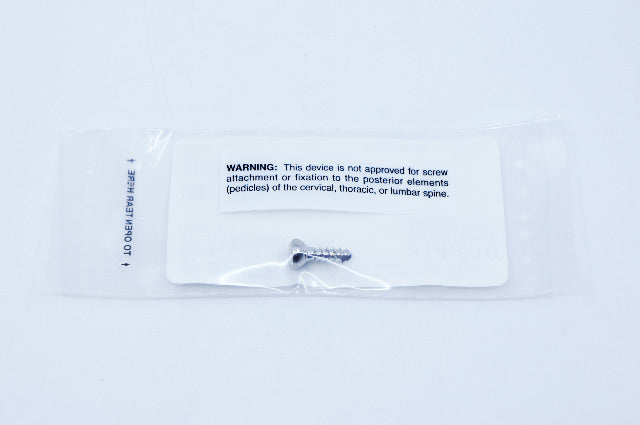 WARNING: This device is not approved for screw
attachment or fixation to the posterior elements
(pedicles) of the cervical, thoracic, or lumbar spine.
TO OPEN TEAR HERE